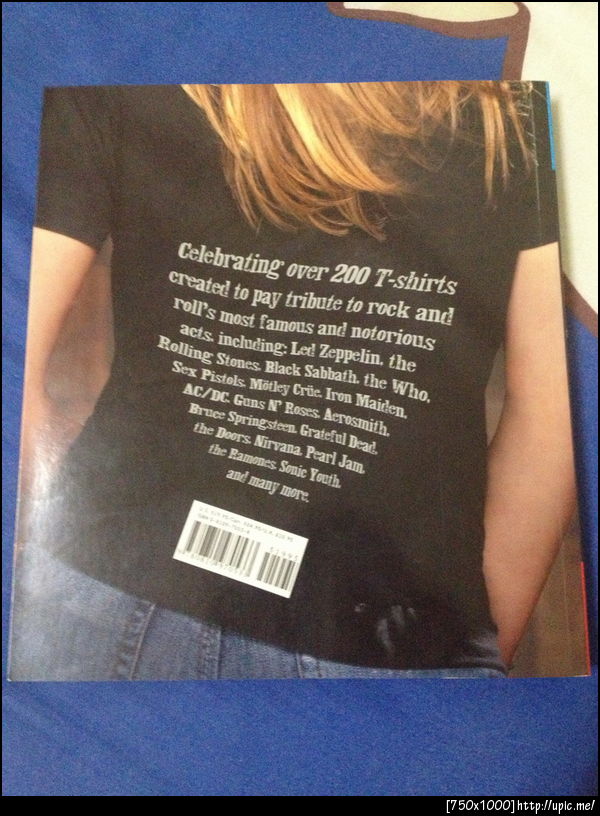 Celebrating over 200 T-shirts
created to pay tribute to rock and
roll's most famous and notorious
acts, including: Led Zeppelin, the
Rolling Stones, Black Sabbath, the Who,
Sex Pistols, Mötley Crüe, Iron Maiden,
AC/DC, Guns N' Roses, Aerosmith,
Bruce Springsteen, Grateful Dead,
the Doors, Nirvana, Pearl Jam,
the Ramones, Sonic Youth,
and many more.
51995
[750x1000]http://upic.me/